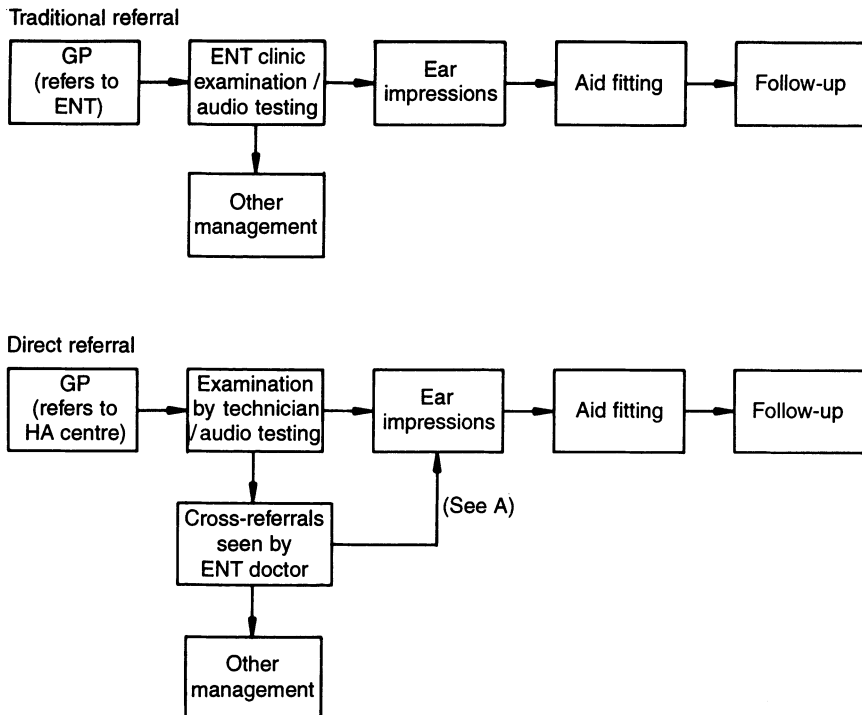 Traditional referral
GP
(refers to
ENT)
ENT clinic
examination /
audio testing
Ear
impressions
Aid fitting
Follow-up
Other
management
Direct referral
GP
(refers to
HA centre)
Examination
by technician
/audio testing
Ear
impressions
Aid fitting
Follow-up
(See A)
Cross-referrals
seen by
ENT doctor
Other
management